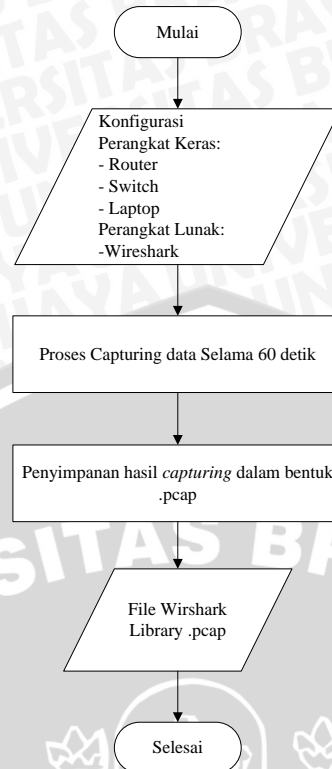 Mulai
Konfigurasi
Perangkat Keras:
- Router
- Switch
- Laptop
Perangkat Lunak:
-Wireshark
Proses Capturing data Selama 60 detik
Penyimpanan hasil capturing dalam bentuk
.pcap
File Wirshark
Library .pcap
Selesai